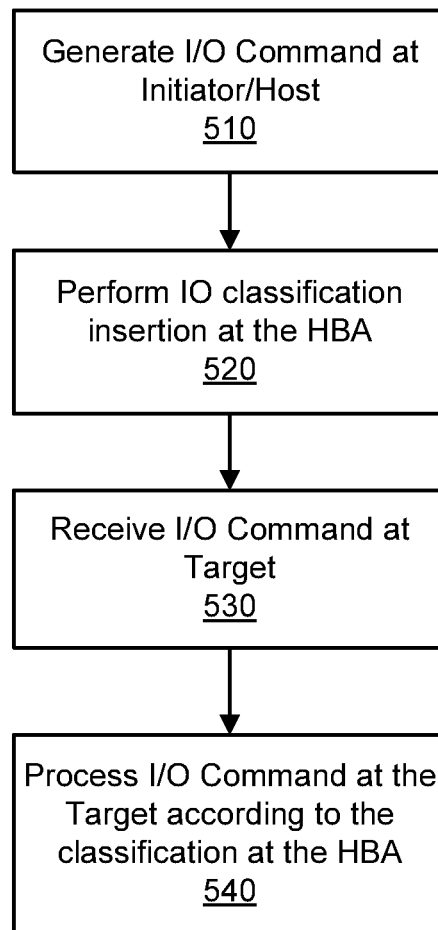 Generate I/O Command at
Initiator/Host
510
Perform IO classification
insertion at the HBA
520
Receive I/O Command at
Target
530
Process I/O Command at the
Target according to the
classification at the HBA
540